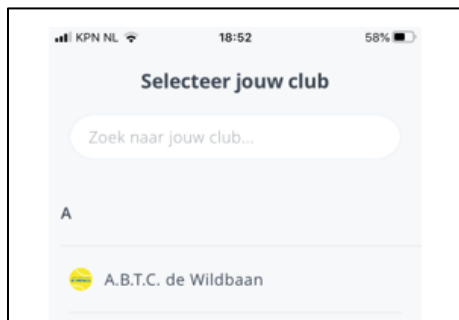 KPN NL 18:52 58%
Selecteer jouw club
Zoek naar jouw club...
A
A.B.T.C. de Wildbaan